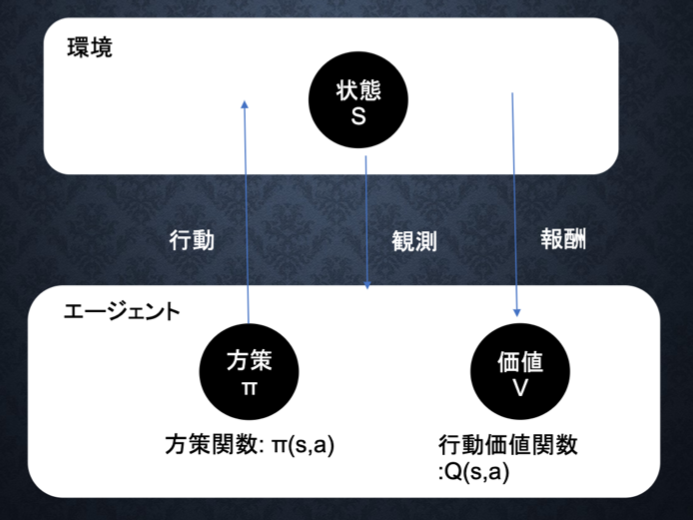 環境
状態
S
行動
観測
報酬
エージェント
方策
π
価値
V
方策関数: π(s,a)
行動価値関数
:Q(s,a)